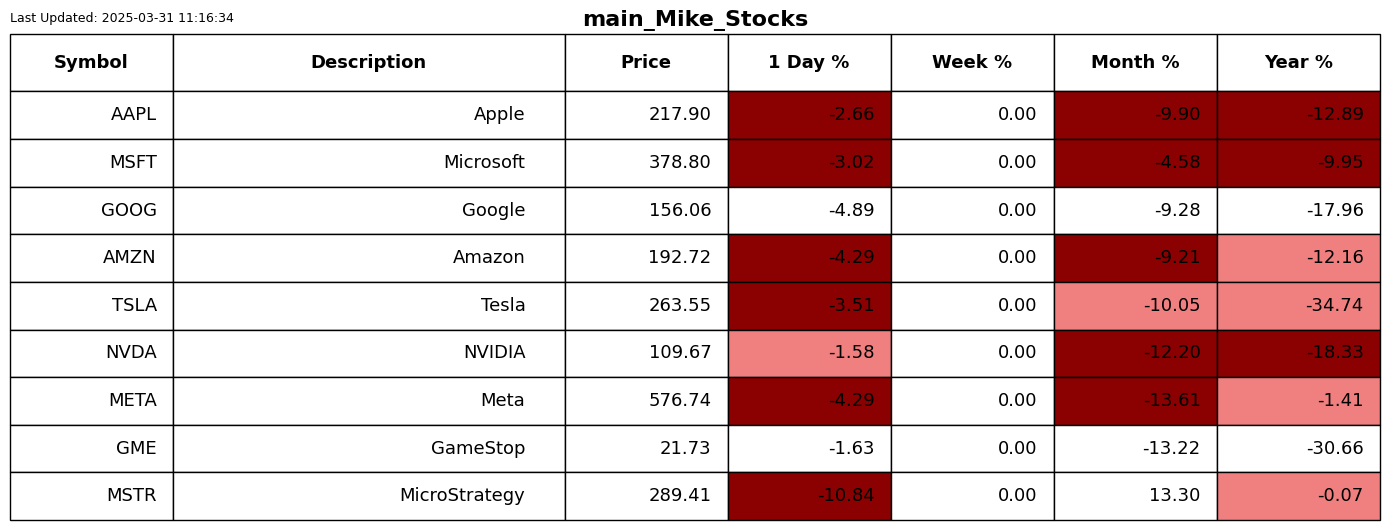 Last Updated: 2025-03-31 11:16:34
main_Mike_Stocks
Symbol Description Price 1 Day % Week % Month % Year %
AAPL Apple 217.90 -2.66 0.00 -9.90 -12.89
MSFT Microsoft 378.80 -3.02 0.00 -4.58 -9.95
GOOG Google 156.06 -4.89 0.00 -9.28 -17.96
AMZN Amazon 192.72 -4.29 0.00 -9.21 -12.16
TSLA Tesla 263.55 -3.51 0.00 -10.05 -34.74
NVDA NVIDIA 109.67 -1.58 0.00 -12.20 -18.33
META Meta 576.74 -4.29 0.00 -13.61 -1.41
GME GameStop 21.73 -1.63 0.00 -13.22 -30.66
MSTR MicroStrategy 289.41 -10.84 0.00 13.30 -0.07